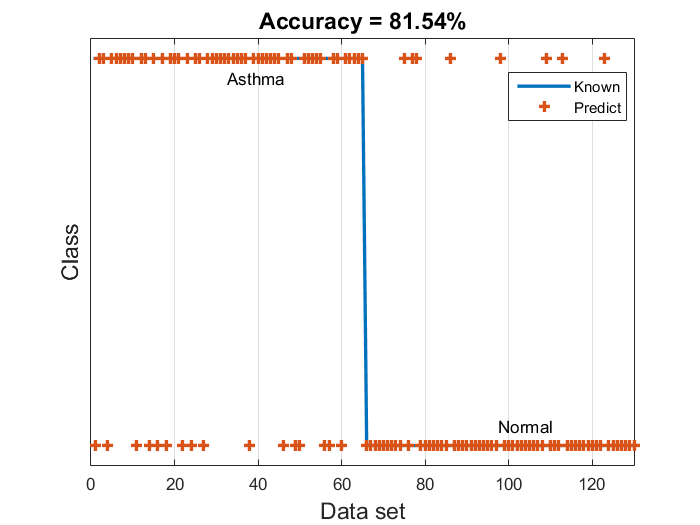 Accuracy = 81.54%
Asthma
Known
Predict
Class
Normal
0 20 40 60 80 100 120
Data set